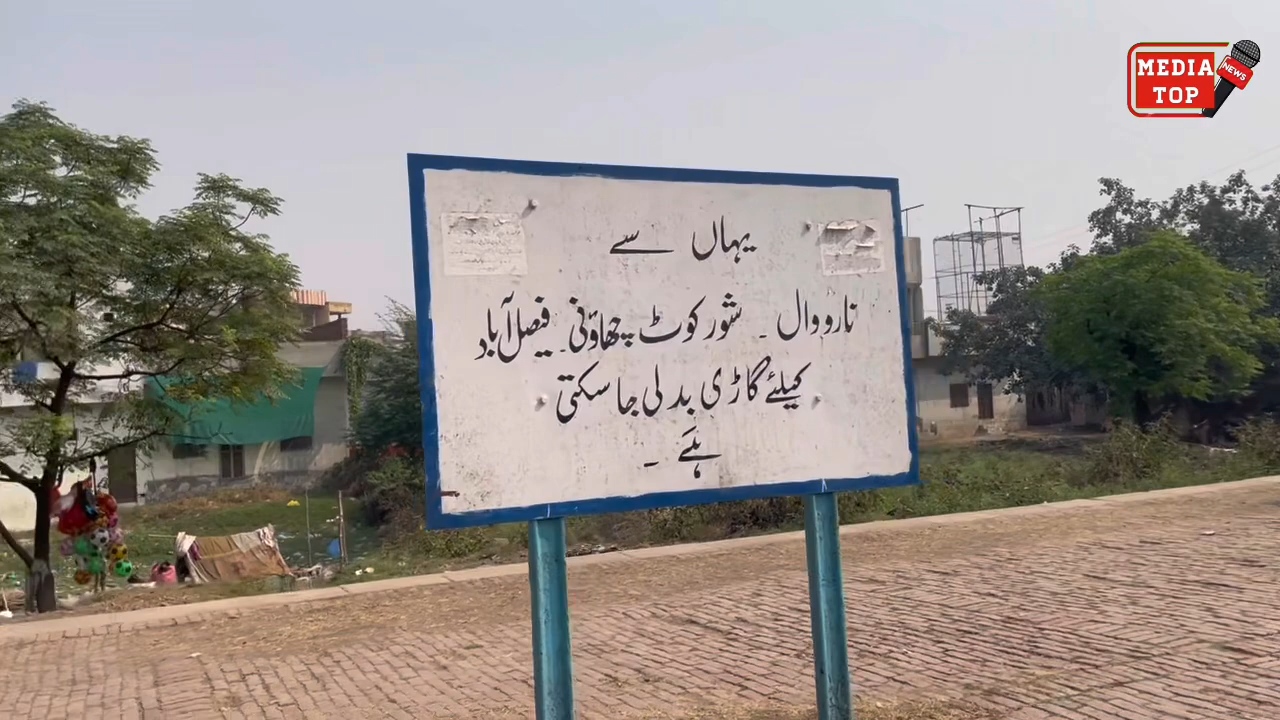 یہاں سے
نارووال ۔ شورکوٹ چھاؤنی ۔ فیصل آباد
کیلئے گاڑی بدلی جا سکتی
ہے ۔
MEDIA
TOP
NEWS